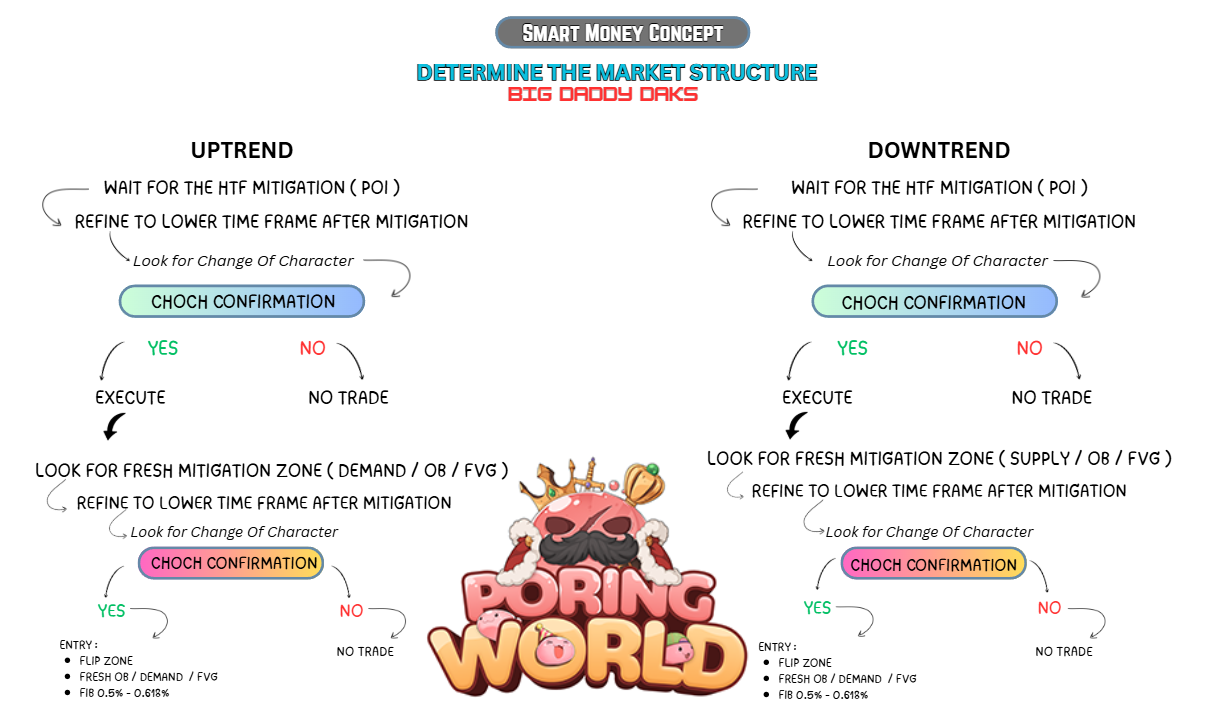 SMART MONEY CONCEPT
DETERMINE THE MARKET STRUCTURE
BIG DADDY DAKS
UPTREND
WAIT FOR THE HTF MITIGATION ( POI )
REFINE TO LOWER TIME FRAME AFTER MITIGATION
Look for Change Of Character
CHOCH CONFIRMATION
YES
NO
EXECUTE
NO TRADE
LOOK FOR FRESH MITIGATION ZONE ( DEMAND / OB / FVG )
REFINE TO LOWER TIME FRAME AFTER MITIGATION
Look for Change Of Character
CHOCH CONFIRMATION
YES
NO
ENTRY :
• FLIP ZONE
• FRESH OB / DEMAND / FVG
• FIB 0.5% - 0.618%
NO TRADE
PORING
WORLD
DOWNTREND
WAIT FOR THE HTF MITIGATION ( POI )
REFINE TO LOWER TIME FRAME AFTER MITIGATION
Look for Change Of Character
CHOCH CONFIRMATION
YES
NO
EXECUTE
NO TRADE
LOOK FOR FRESH MITIGATION ZONE ( SUPPLY / OB / FVG )
REFINE TO LOWER TIME FRAME AFTER MITIGATION
Look for Change Of Character
CHOCH CONFIRMATION
YES
NO
ENTRY :
• FLIP ZONE
• FRESH OB / DEMAND / FVG
• FIB 0.5% - 0.618%
NO TRADE